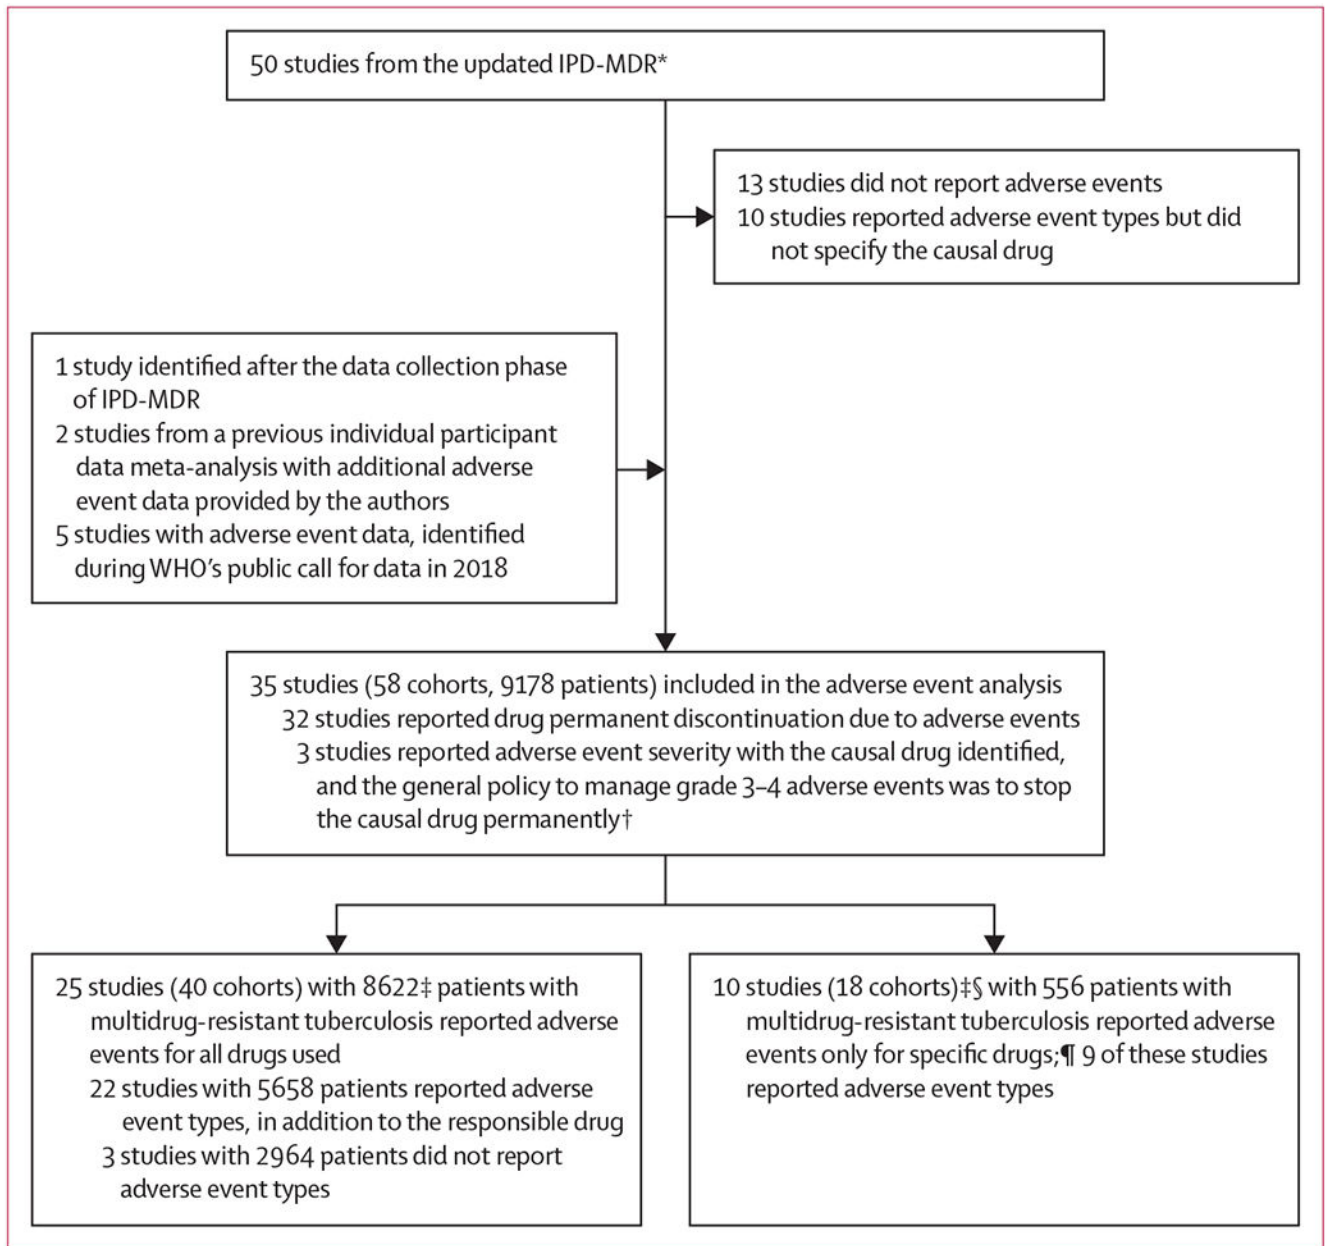 50 studies from the updated IPD-MDR*
13 studies did not report adverse events
10 studies reported adverse event types but did
not specify the causal drug
1 study identified after the data collection phase
of IPD-MDR
2 studies from a previous individual participant
data meta-analysis with additional adverse
event data provided by the authors
5 studies with adverse event data, identified
during WHO’s public call for data in 2018
35 studies (58 cohorts, 9178 patients) included in the adverse event analysis
32 studies reported drug permanent discontinuation due to adverse events
3 studies reported adverse event severity with the causal drug identified,
and the general policy to manage grade 3–4 adverse events was to stop
the causal drug permanently†
25 studies (40 cohorts) with 8622‡ patients with
multidrug-resistant tuberculosis reported adverse
events for all drugs used
22 studies with 5658 patients reported adverse
event types, in addition to the responsible drug
3 studies with 2964 patients did not report
adverse event types
10 studies (18 cohorts)‡§ with 556 patients with
multidrug-resistant tuberculosis reported adverse
events only for specific drugs;¶ 9 of these studies
reported adverse event types